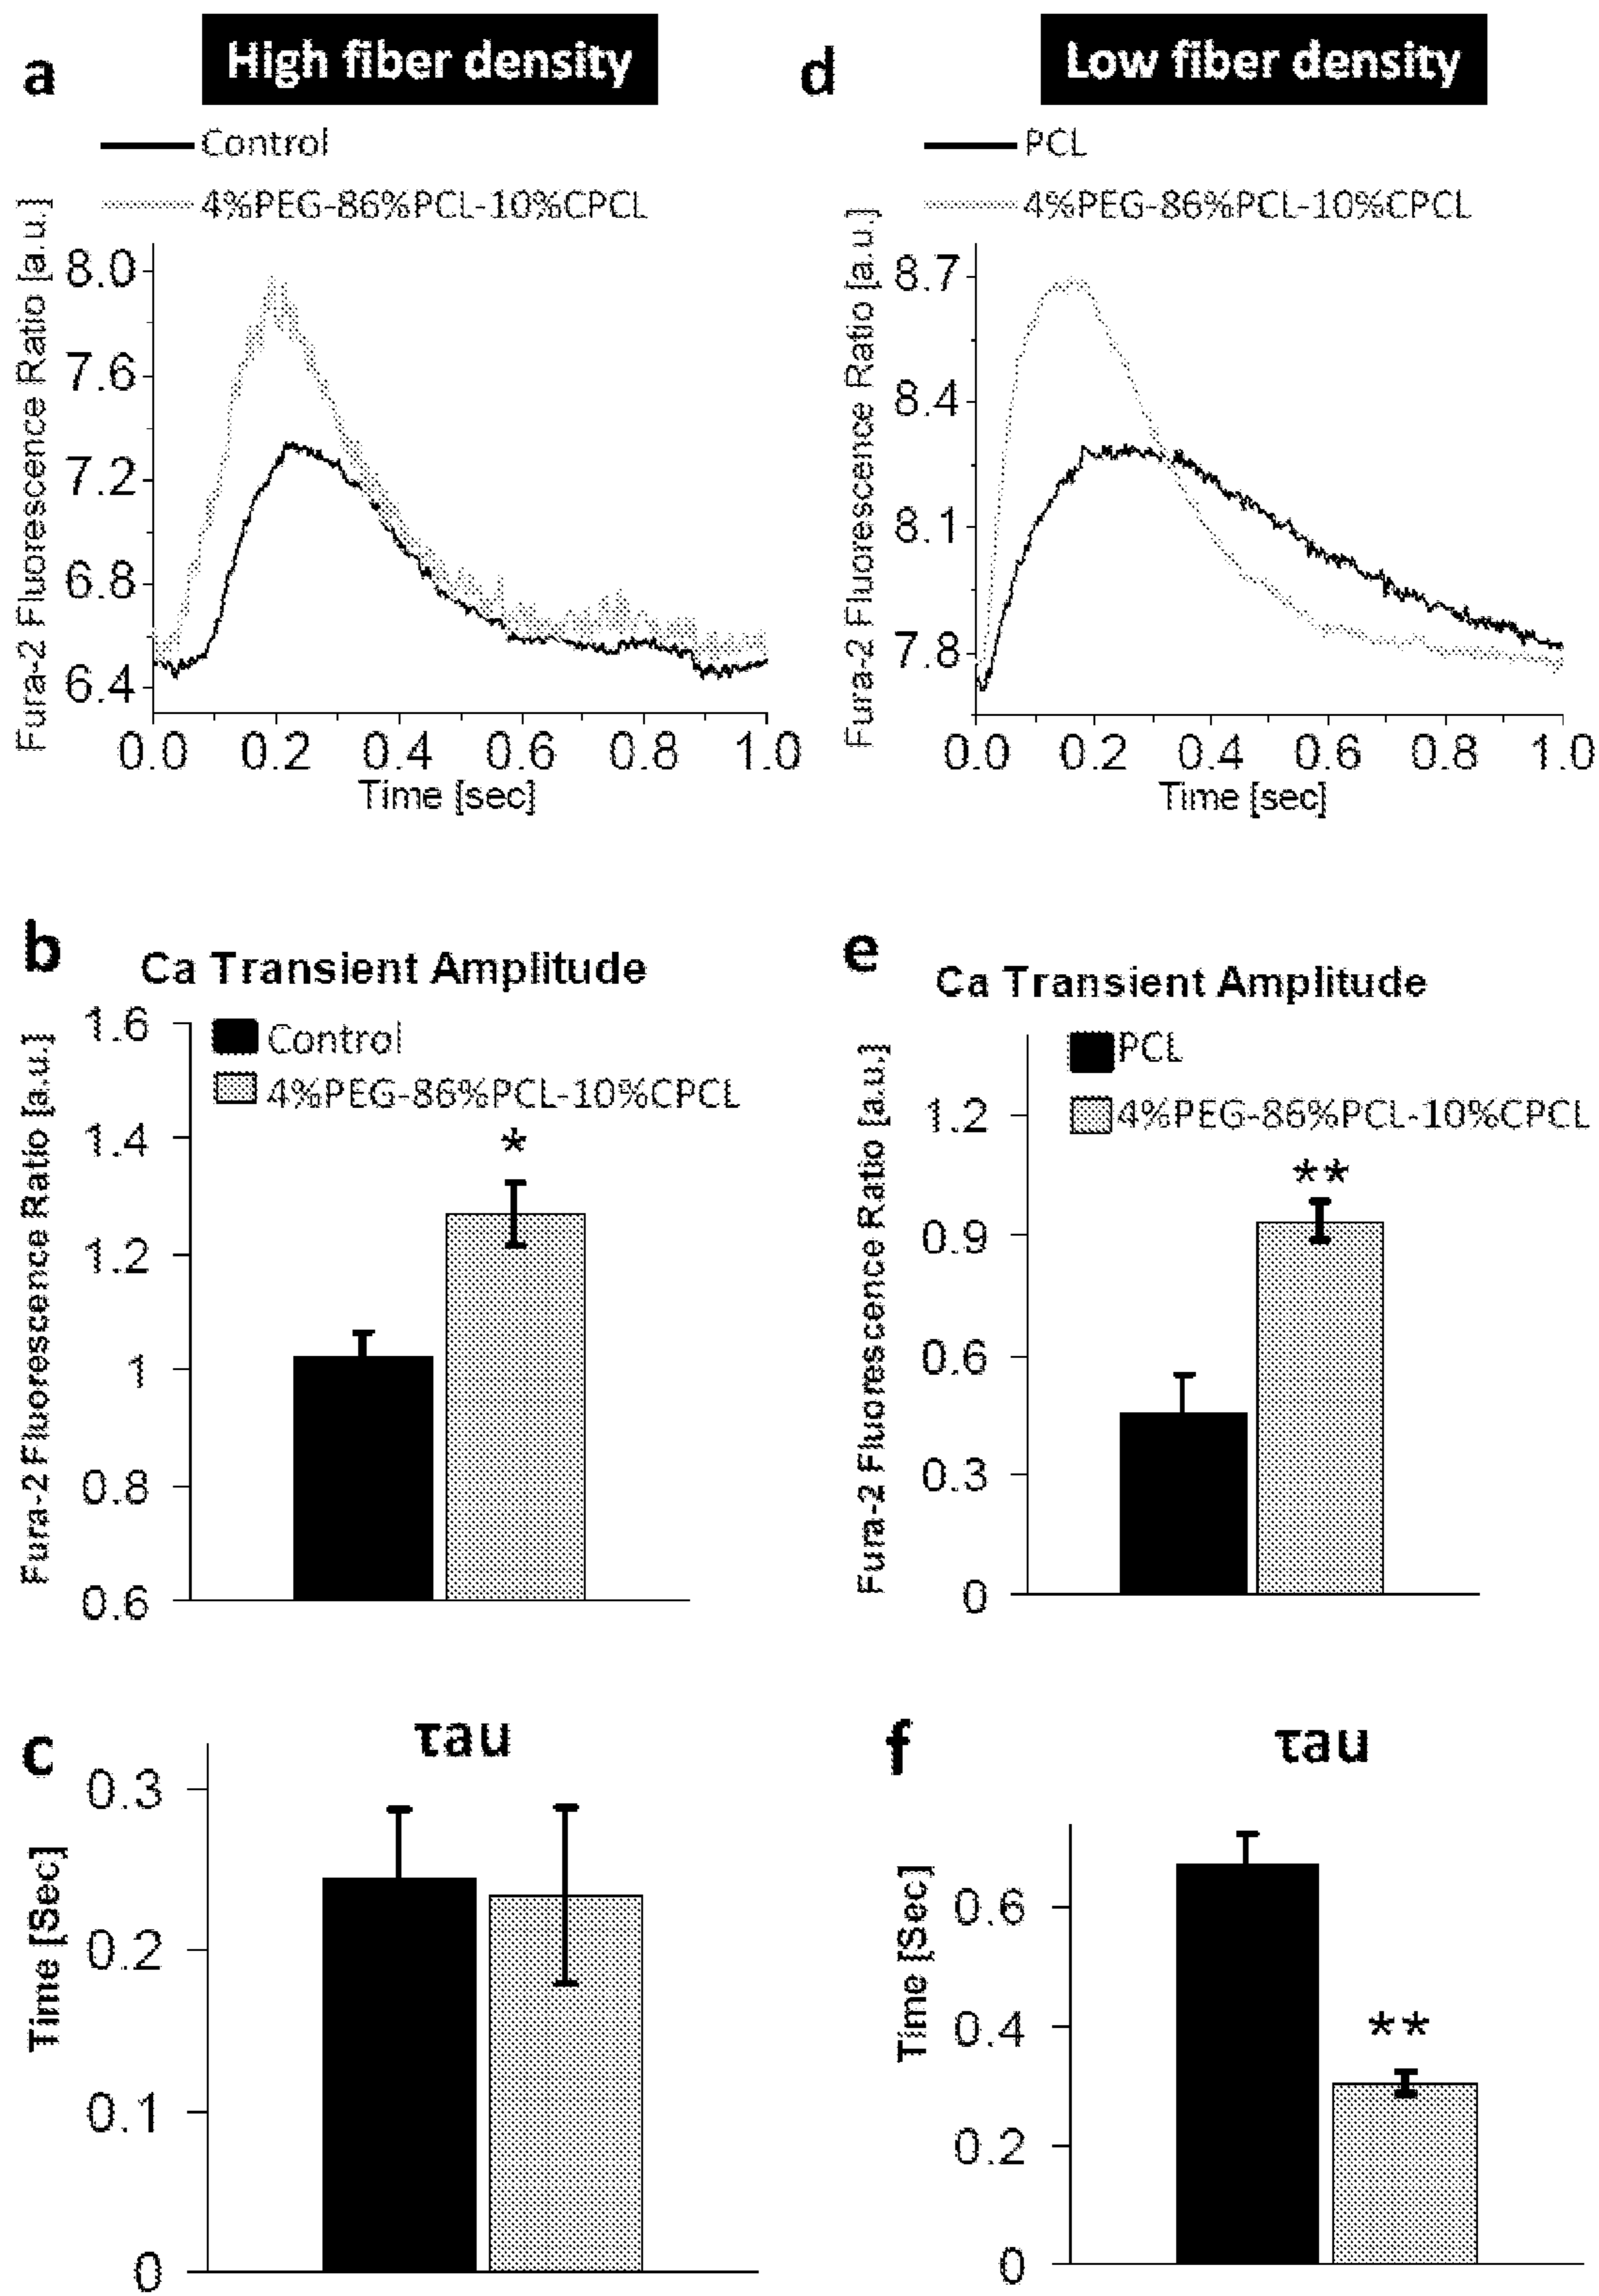 a
High fiber density
Control
4%PEG-86%PCL-10%CPCL
Fura-2 Fluorescence Ratio [a.u.]
8.0
7.6
7.2
6.8
6.4
0.0 0.2 0.4 0.6 0.8 1.0
Time [sec]
d
Low fiber density
PCL
4%PEG-86%PCL-10%CPCL
Fura-2 Fluorescence Ratio [a.u.]
8.7
8.4
8.1
7.8
0.0 0.2 0.4 0.6 0.8 1.0
Time [sec]
b
Ca Transient Amplitude
Control
4%PEG-86%PCL-10%CPCL
Fura-2 Fluorescence Ratio [a.u.]
1.6
1.4
1.2
1
0.8
0.6
*
e
Ca Transient Amplitude
PCL
4%PEG-86%PCL-10%CPCL
Fura-2 Fluorescence Ratio [a.u.]
1.2
0.9
0.6
0.3
0
**
c
τau
Time [Sec]
0.3
0.2
0.1
0
f
τau
Time [Sec]
0.6
0.4
0.2
0
**